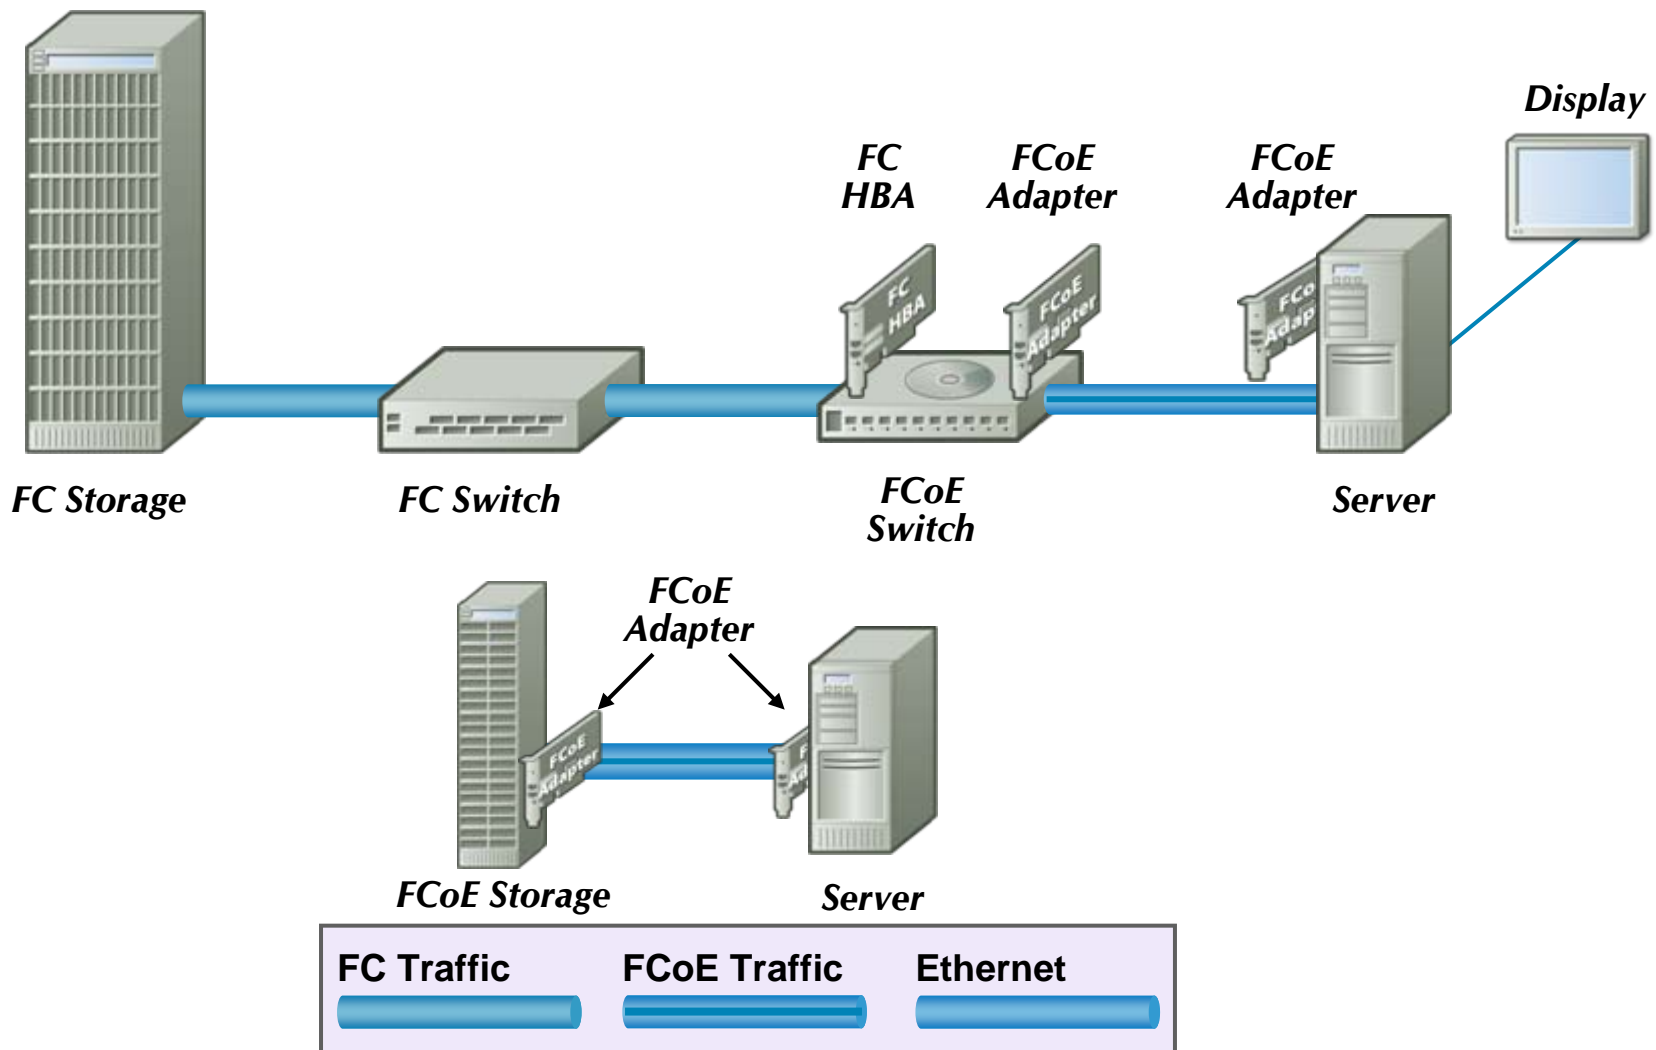 Display
FC
HBA
FCoE
Adapter
FCoE
Adapter
FC
HBA
FCoE
Adapter
FCo
Adap
FC Storage
FC Switch
FCoE
Switch
Server
FCoE
Adapter
FCoE
Adapter
F
Ad
FCoE Storage
Server
FC Traffic
FCoE Traffic
Ethernet